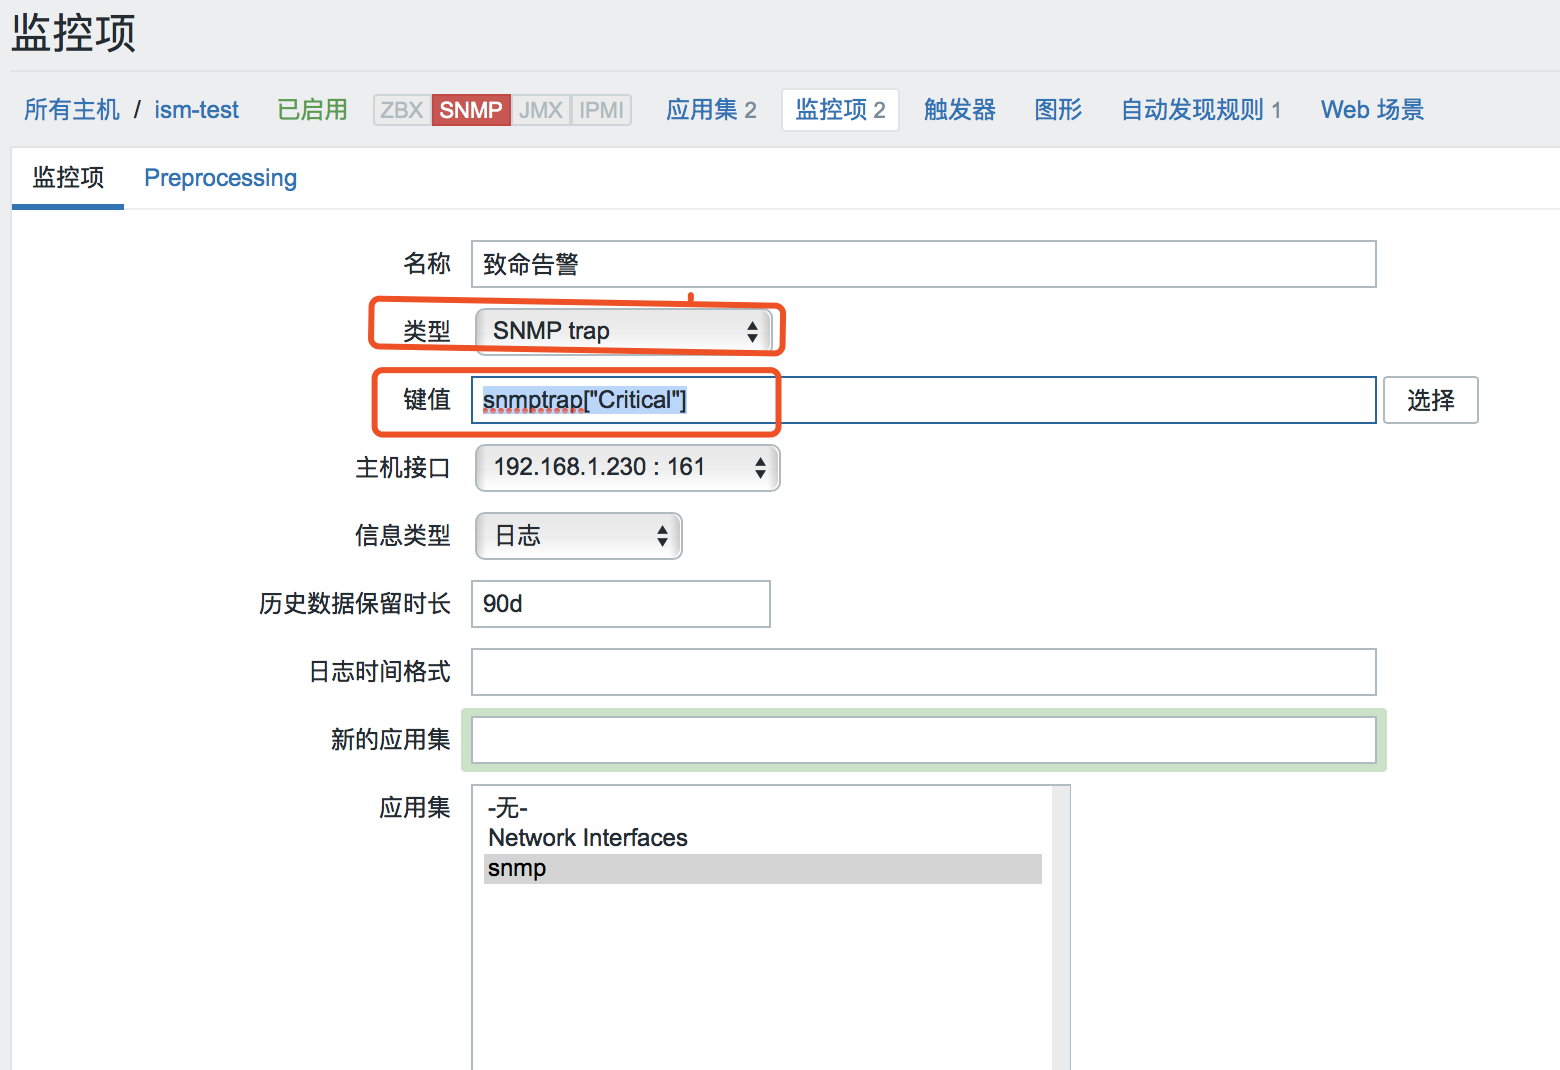 监控项
所有主机 / ism-test 已启用 ZBX SNMP JMX IPMI 应用集 2 监控项 2 触发器 图形 自动发现规则 1 Web 场景
监控项 Preprocessing
名称 致命告警
类型 SNMP trap
键值 snmptrap["Critical"] 选择
主机接口 192.168.1.230 : 161
信息类型 日志
历史数据保留时长 90d
日志时间格式
新的应用集
应用集 -无-
Network Interfaces
snmp